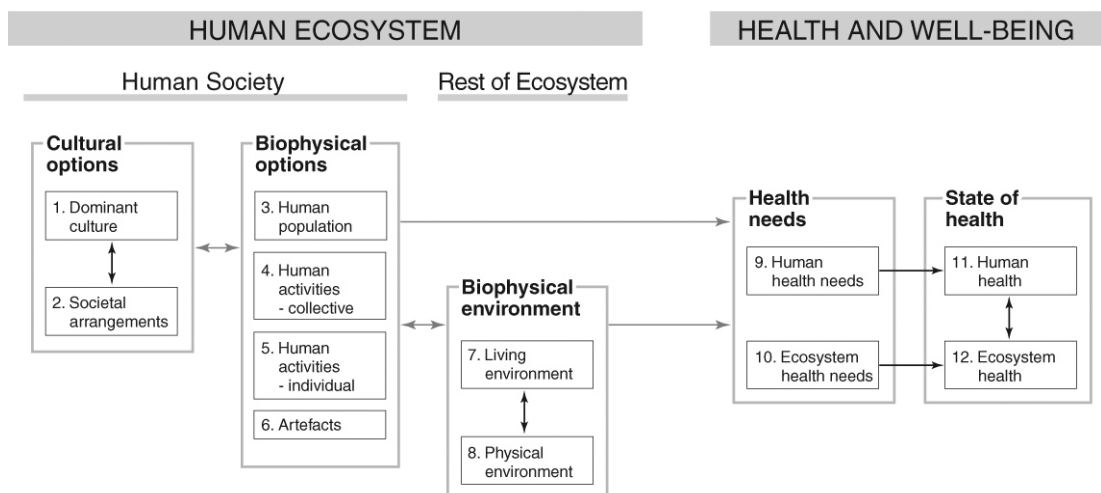 HUMAN ECOSYSTEM
HEALTH AND WELL-BEING
Human Society
Rest of Ecosystem
Cultural
options
1. Dominant
culture
2. Societal
arrangements
Biophysical
options
3. Human
population
4. Human
activities
- collective
5. Human
activities
- individual
6. Artefacts
Biophysical
environment
7. Living
environment
8. Physical
environment
Health
needs
9. Human
health needs
10. Ecosystem
health needs
State of
health
11. Human
health
12. Ecosystem
health